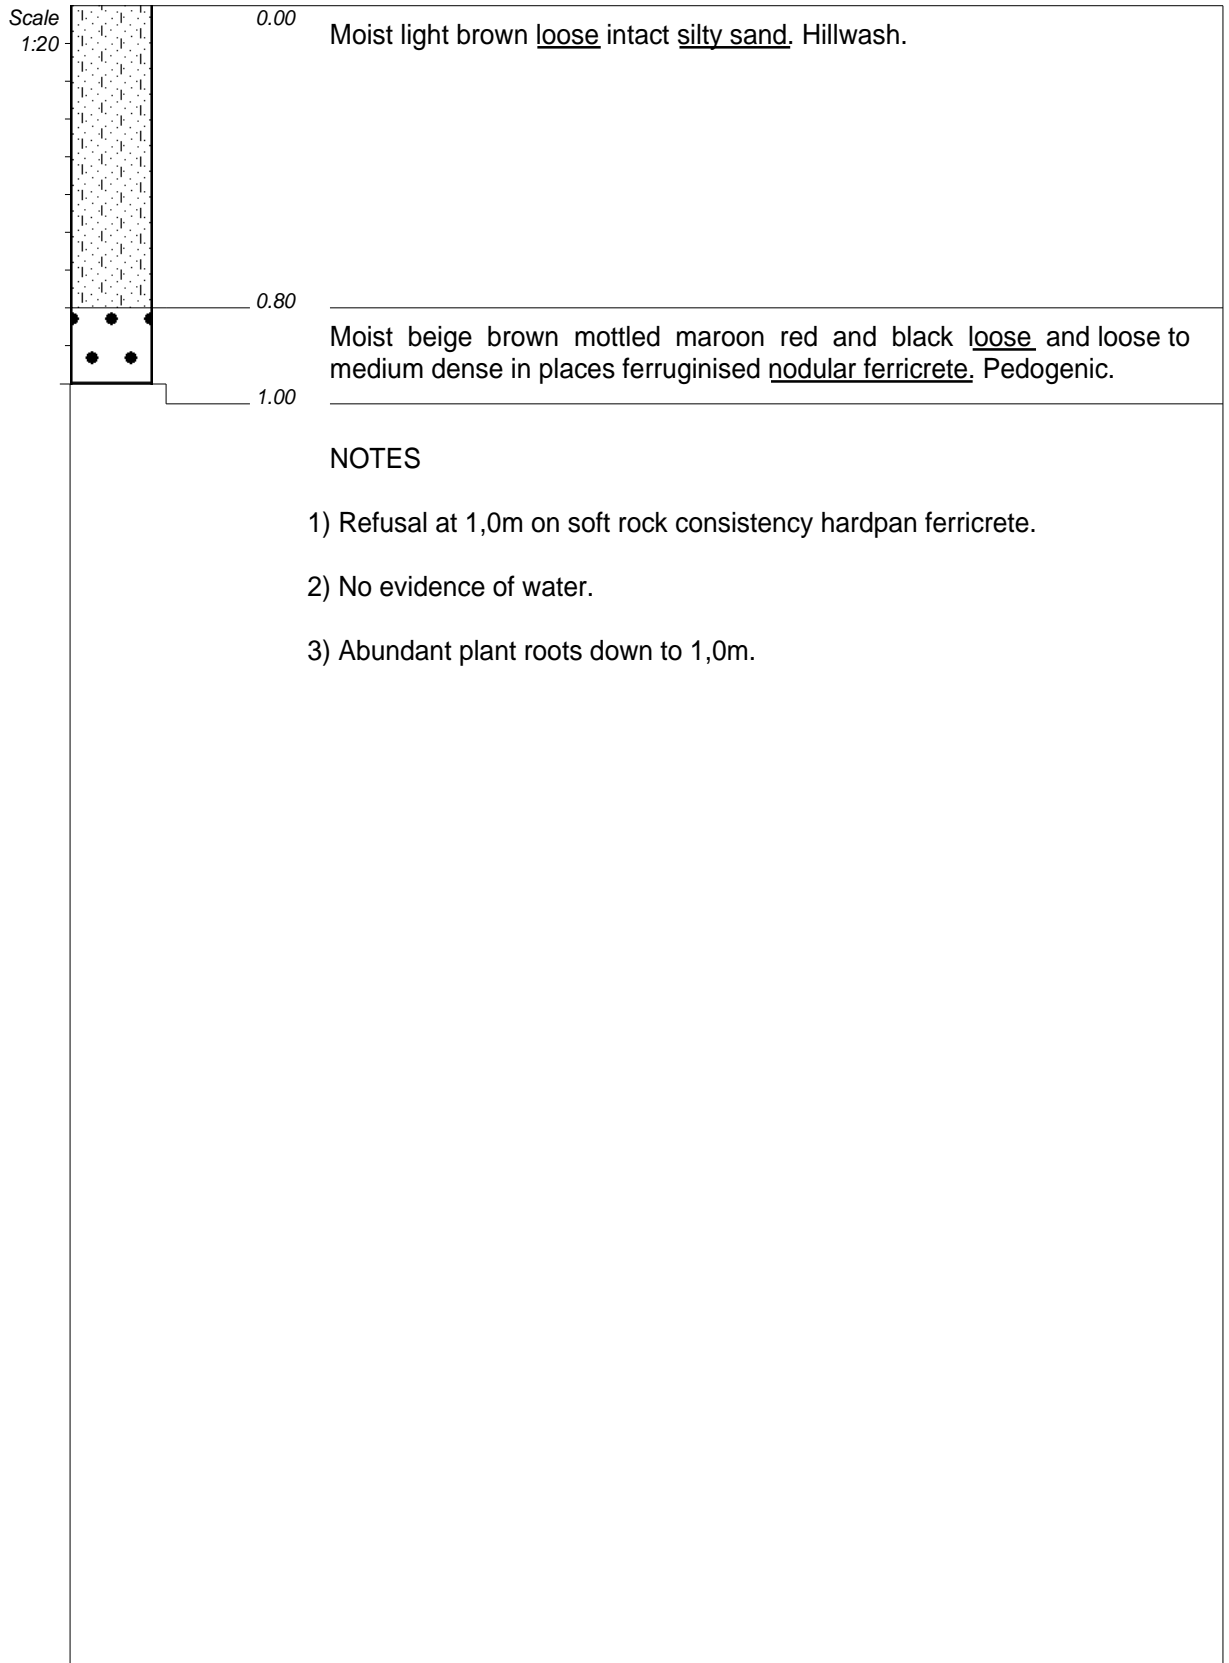 Scale
1:20
0.00
Moist light brown loose intact silty sand. Hillwash.
0.80
Moist beige brown mottled maroon red and black loose and loose to
medium dense in places ferruginised nodular ferricrete. Pedogenic.
1.00
NOTES
1) Refusal at 1,0m on soft rock consistency hardpan ferricrete.
2) No evidence of water.
3) Abundant plant roots down to 1,0m.